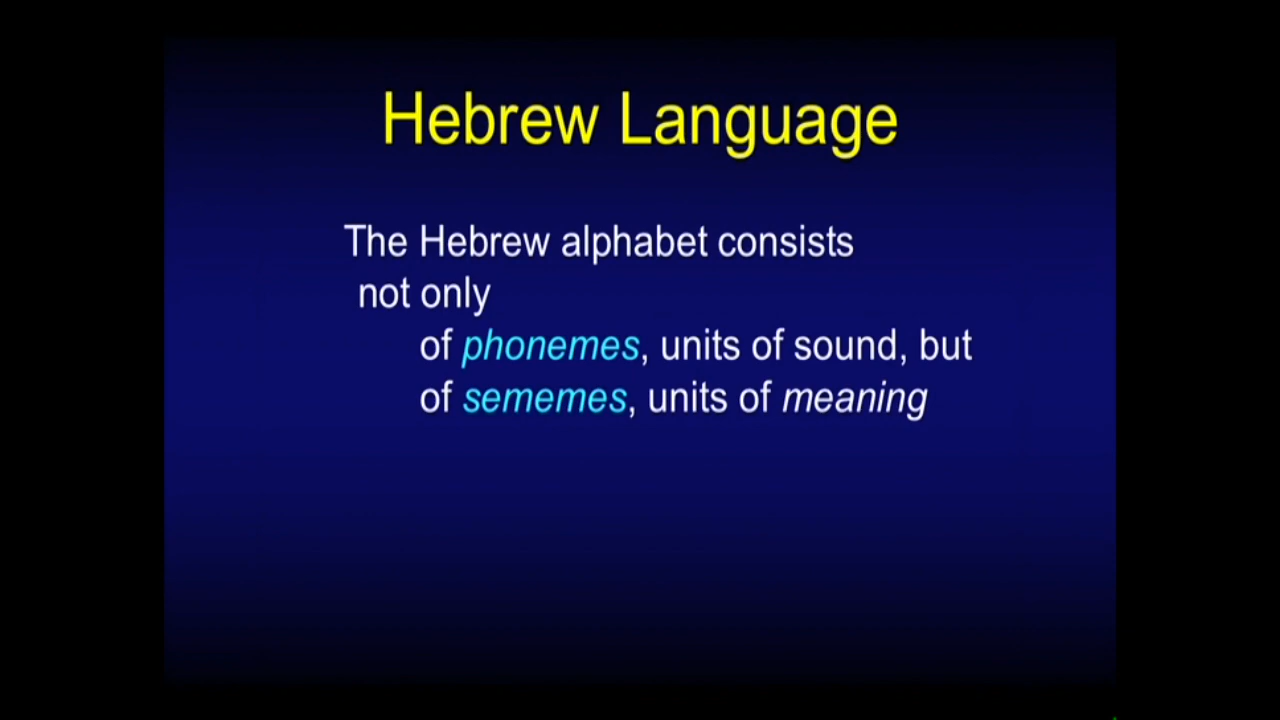 Hebrew Language
The Hebrew alphabet consists
not only
of phonemes, units of sound, but
of sememes, units of meaning